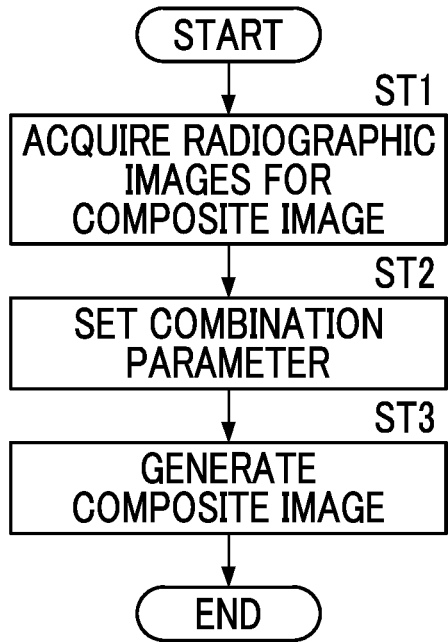 START
ST1
ACQUIRE RADIOGRAPHIC
IMAGES FOR
COMPOSITE IMAGE
ST2
SET COMBINATION
PARAMETER
ST3
GENERATE
COMPOSITE IMAGE
END